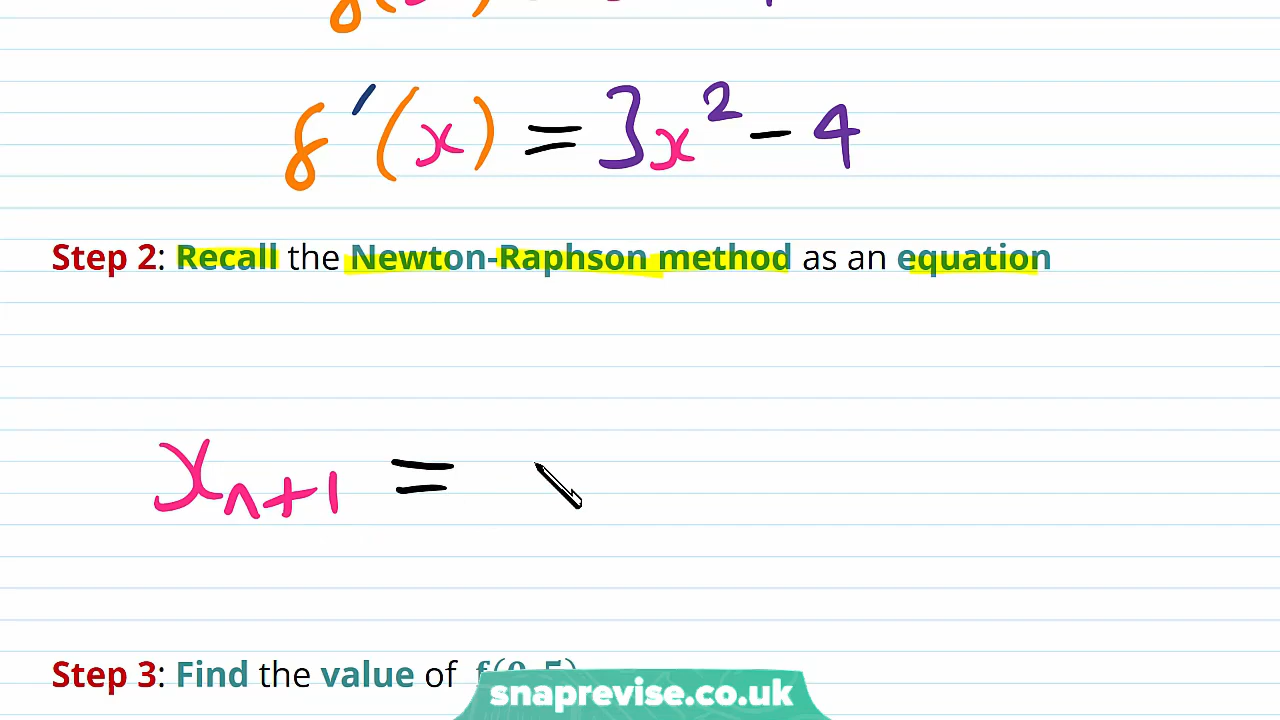 f'(x) = 3x² - 4
Step 2: Recall the Newton-Raphson method as an equation
xₙ₊₁ =
Step 3: Find the value of
snaprevise.co.uk